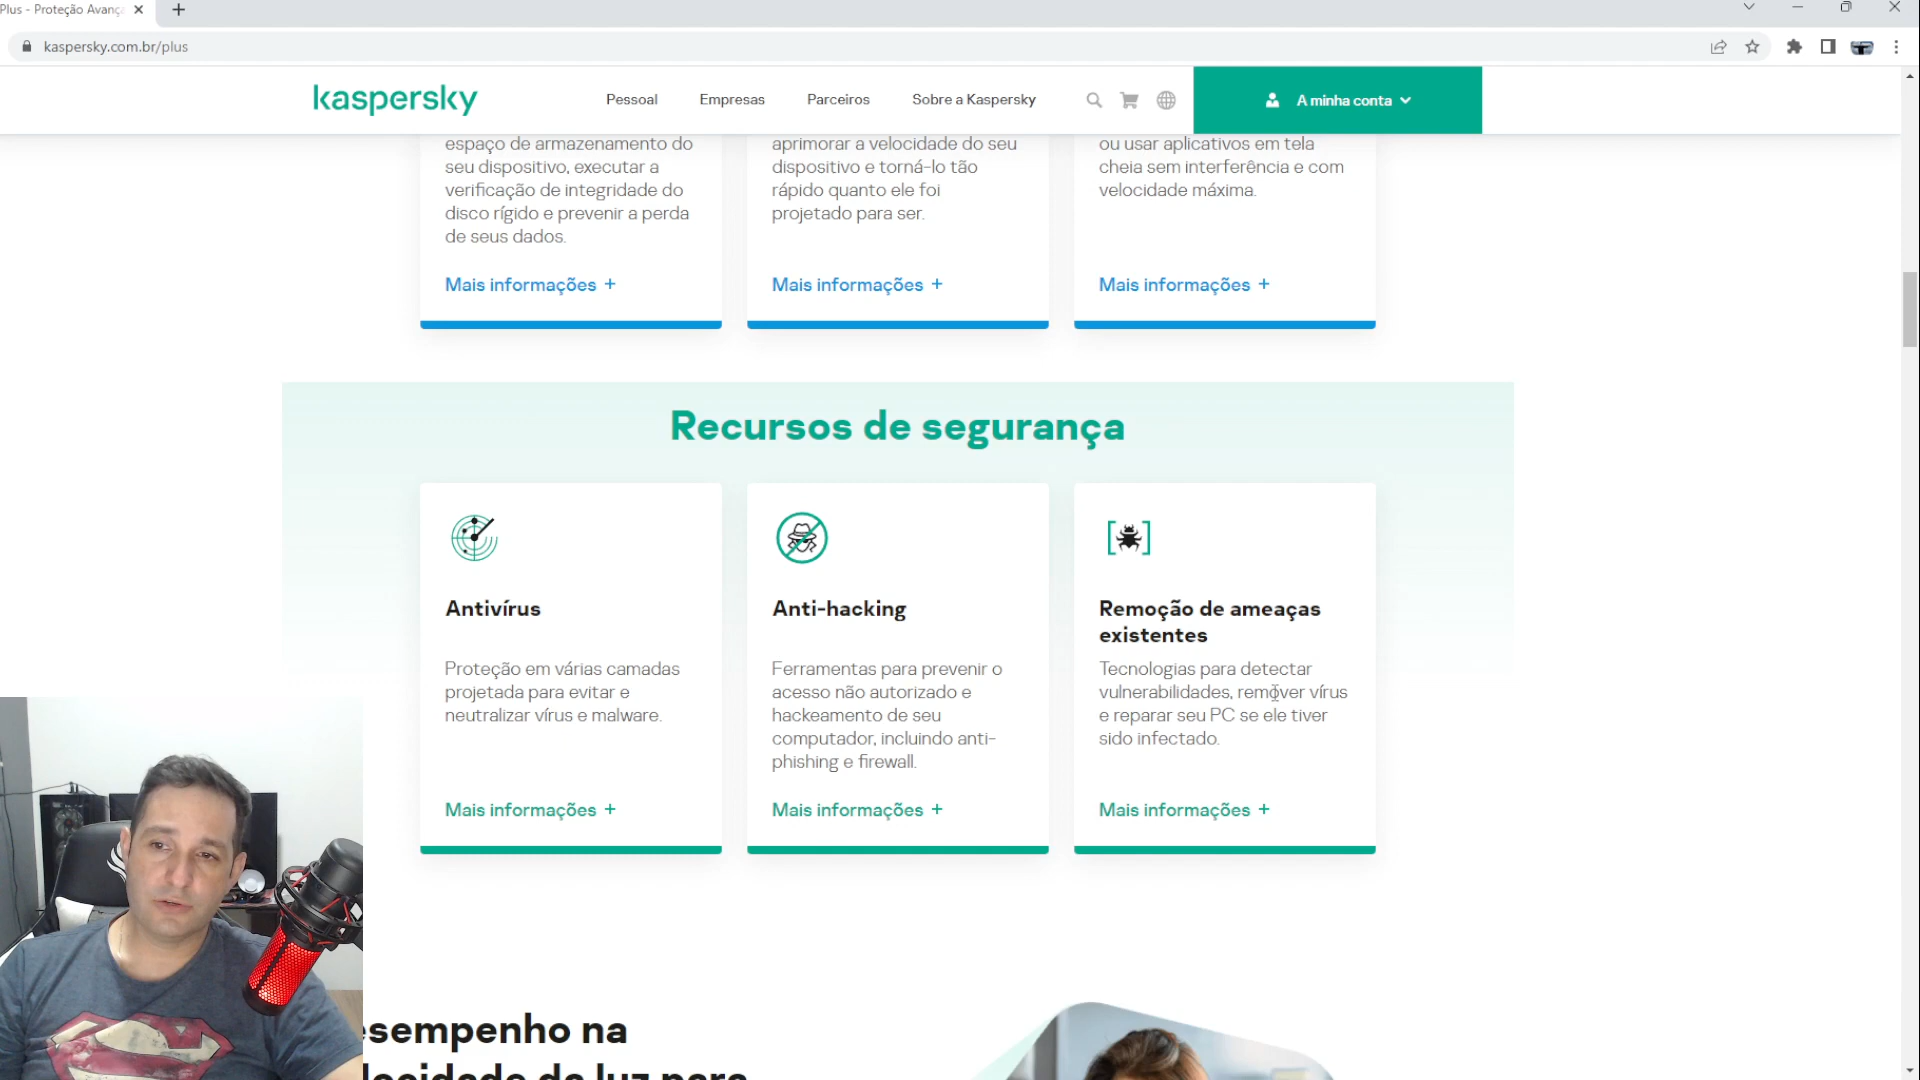 Plus - Proteção Avanç
kaspersky.com.br/plus
kaspersky
Pessoal
Empresas
Parceiros
Sobre a Kaspersky
A minha conta
espaço de armazenamento do
seu dispositivo, executar a
verificação de integridade do
disco rígido e prevenir a perda
de seus dados.
Mais informações +
aprimorar a velocidade do seu
dispositivo e torná-lo tão
rápido quanto ele foi
projetado para ser.
Mais informações +
ou usar aplicativos em tela
cheia sem interferência e com
velocidade máxima.
Mais informações +
Recursos de segurança
Antivírus
Proteção em várias camadas
projetada para evitar e
neutralizar vírus e malware.
Mais informações +
Anti-hacking
Ferramentas para prevenir o
acesso não autorizado e
hackeamento de seu
computador, incluindo anti-
phishing e firewall.
Mais informações +
Remoção de ameaças
existentes
Tecnologias para detectar
vulnerabilidades, remover vírus
e reparar seu PC se ele tiver
sido infectado.
Mais informações +
esempenho na
locidade da luz para